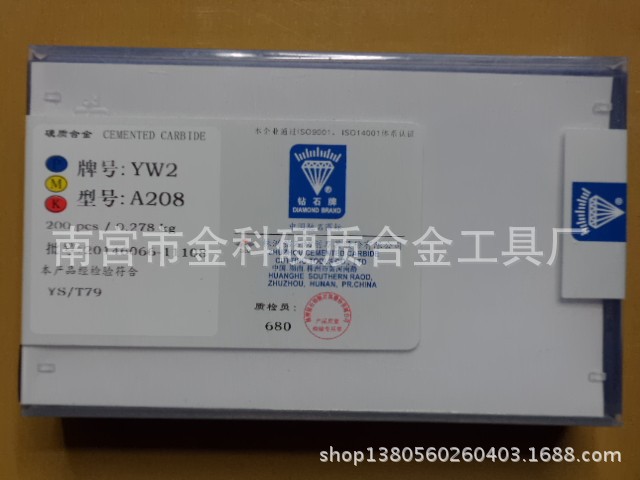 硬质合金 CEMENTED CARBIDE
P 牌号: YW2
M
K 型号: A208
200 pcs / 0.278 kg
本产品经检验符合
YS/T79
本企业通过ISO9001、ISO14001体系认证
钻石牌
DIAMOND BRAND
ZHUZHOU CEMENTED CARBIDE
HUANGHE SOUTHERN RAOD,
ZHUZHOU, HUNAN, PR.CHINA
质检员:
680
南宫市金科硬质合金工具厂
shop1380560260403.1688.com